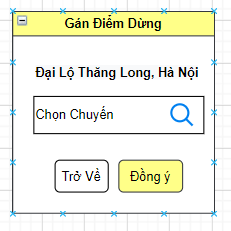 Gán Điểm Dừng
Đại Lộ Thăng Long, Hà Nội
Chọn Chuyến
Trở Về
Đồng ý